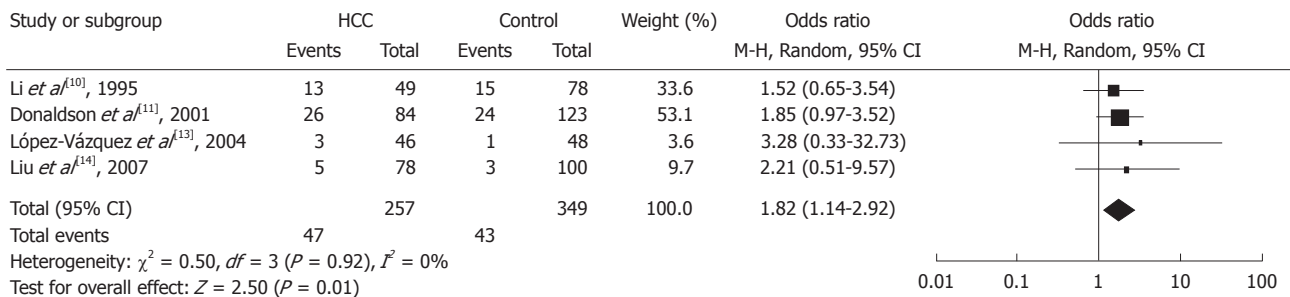 Study or subgroup HCC Control Weight (%) Odds ratio Odds ratio
Events Total Events Total M-H, Random, 95% CI M-H, Random, 95% CI
Li et al[10], 1995 13 49 15 78 33.6 1.52 (0.65-3.54)
Donaldson et al[11], 2001 26 84 24 123 53.1 1.85 (0.97-3.52)
López-Vázquez et al[13], 2004 3 46 1 48 3.6 3.28 (0.33-32.73)
Liu et al[14], 2007 5 78 3 100 9.7 2.21 (0.51-9.57)
Total (95% CI) 257 349 100.0 1.82 (1.14-2.92)
Total events 47 43
Heterogeneity: χ² = 0.50, df = 3 (P = 0.92), I² = 0%
Test for overall effect: Z = 2.50 (P = 0.01)
0.01 0.1 1 10 100